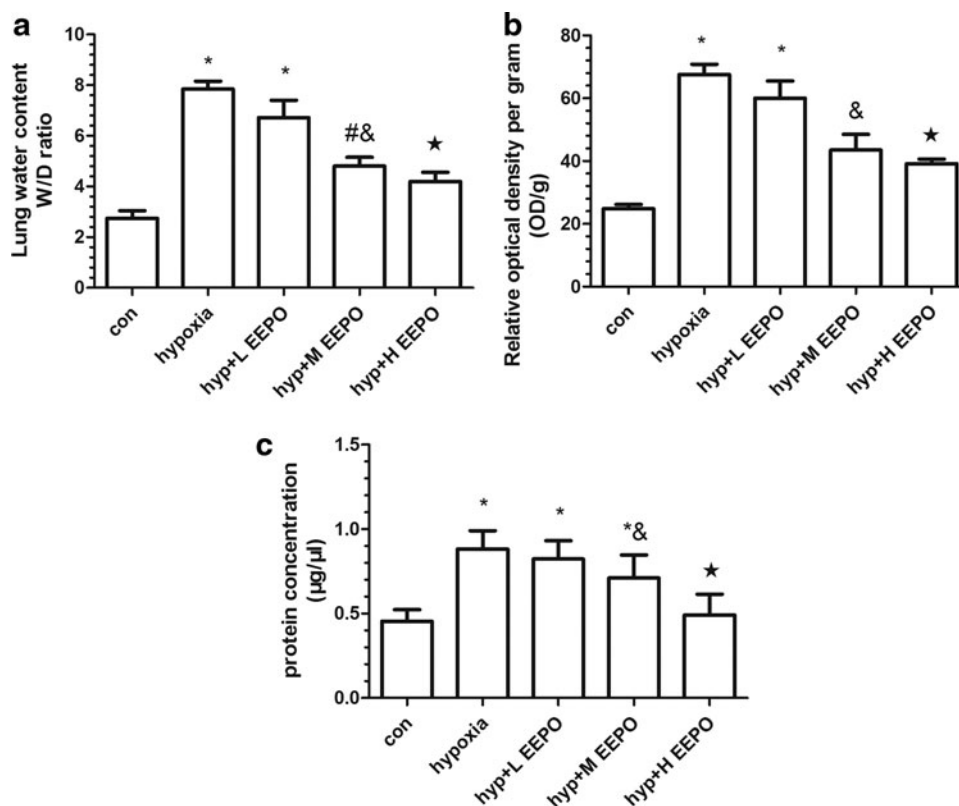 a
Lung water content
W/D ratio
10
8
6
4
2
0
*
*
#&
★
con
hypoxia
hyp+L EEPO
hyp+M EEPO
hyp+H EEPO
b
Relative optical density per gram
(OD/g)
80
60
40
20
0
*
*
&
★
con
hypoxia
hyp+L EEPO
hyp+M EEPO
hyp+H EEPO
c
protein concentration
(µg/µl)
1.5
1.0
0.5
0.0
*
*
*&
★
con
hypoxia
hyp+L EEPO
hyp+M EEPO
hyp+H EEPO